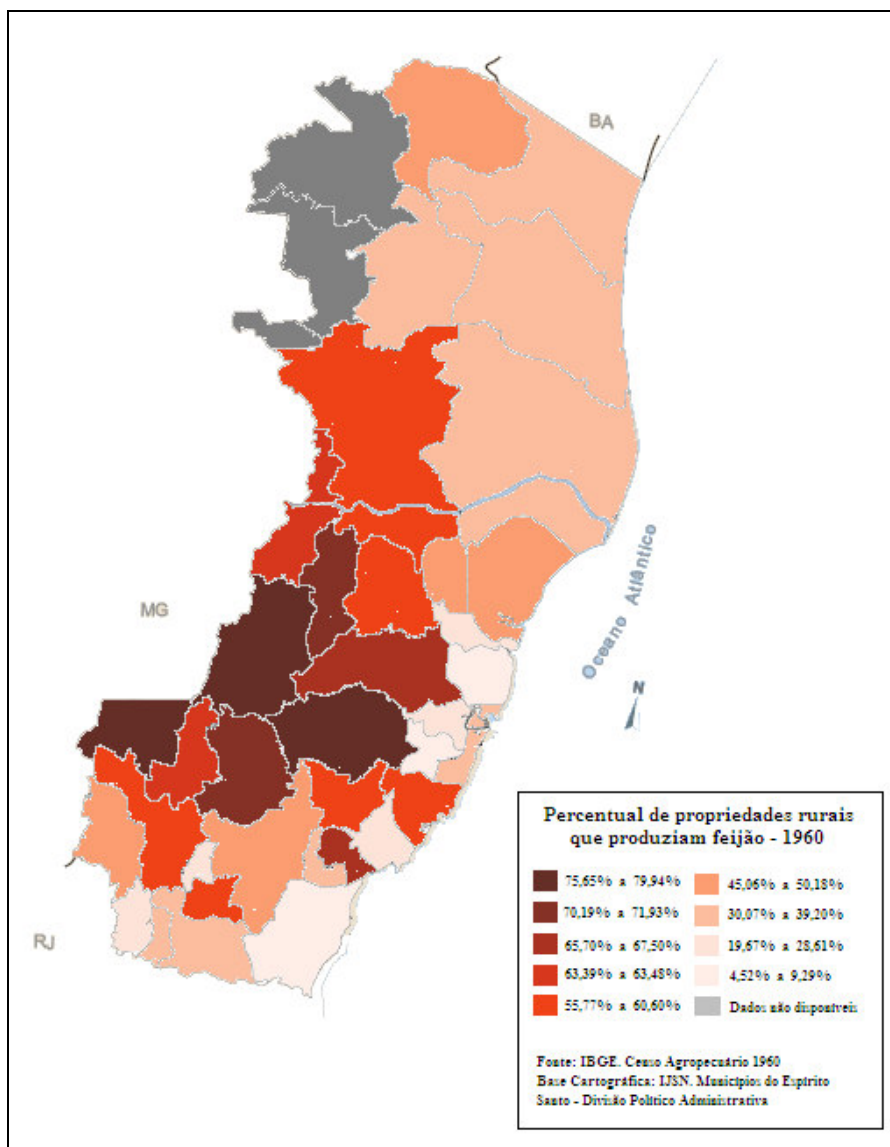 BA
Oceano Atlântico
MG
N
RJ
Percentual de propriedades rurais
que produziam feijão - 1960
75,65% a 79,94%
70,19% a 71,93%
65,70% a 67,50%
63,39% a 63,48%
55,77% a 60,60%
45,06% a 50,18%
30,07% a 39,20%
19,67% a 28,61%
4,52% a 9,29%
Dados não disponíveis
Fonte: IBGE. Censo Agropecuário 1960
Base Cartográfica: IJSN. Municípios do Espírito
Santo - Divisão Político Administrativa